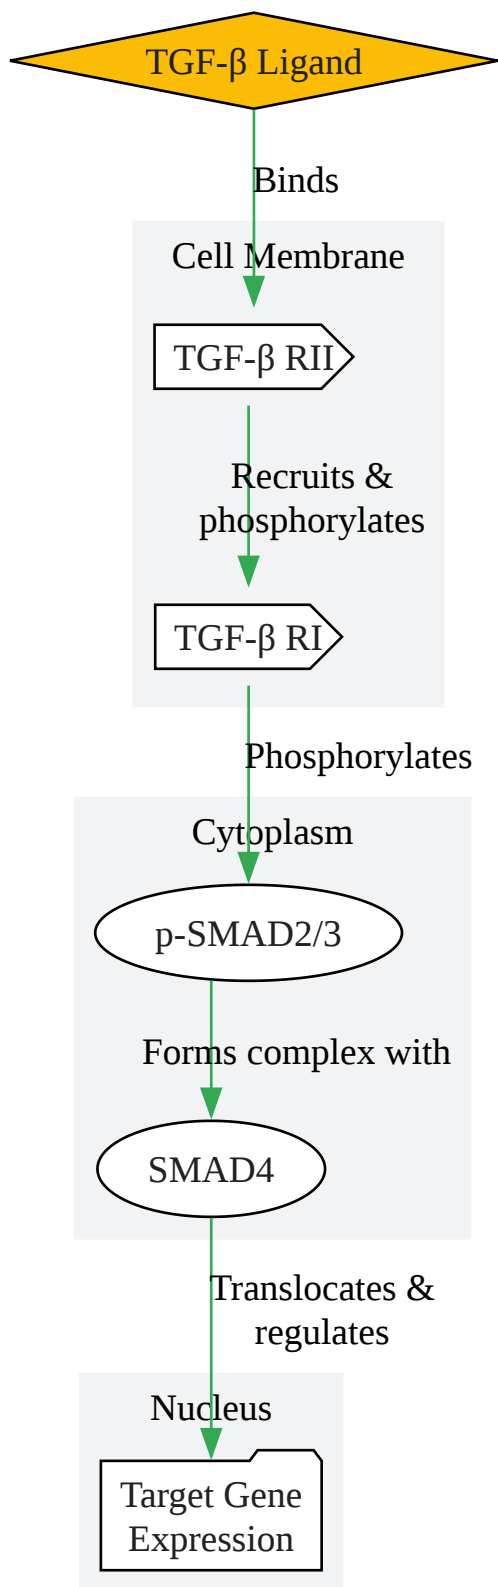 TGF-β Ligand
Binds
Cell Membrane
TGF-β RII
Recruits &
phosphorylates
TGF-β RI
Phosphorylates
Cytoplasm
p-SMAD2/3
Forms complex with
SMAD4
Translocates &
regulates
Nucleus
Target Gene
Expression